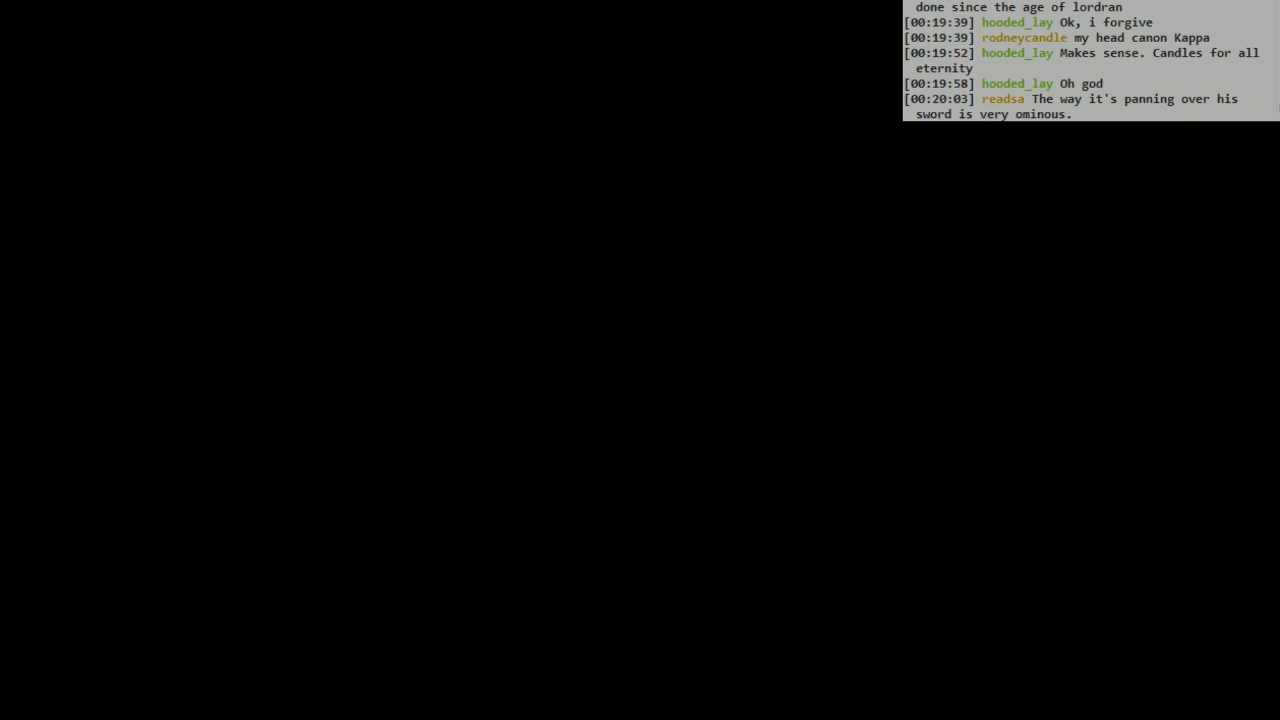 done since the age of lordran
[00:19:39] hooded_lay Ok, i forgive
[00:19:39] rodneycandle my head canon Kappa
[00:19:52] hooded_lay Makes sense. Candles for all
eternity
[00:19:58] hooded_lay Oh god
[00:20:03] readsa The way it's panning over his
sword is very ominous.